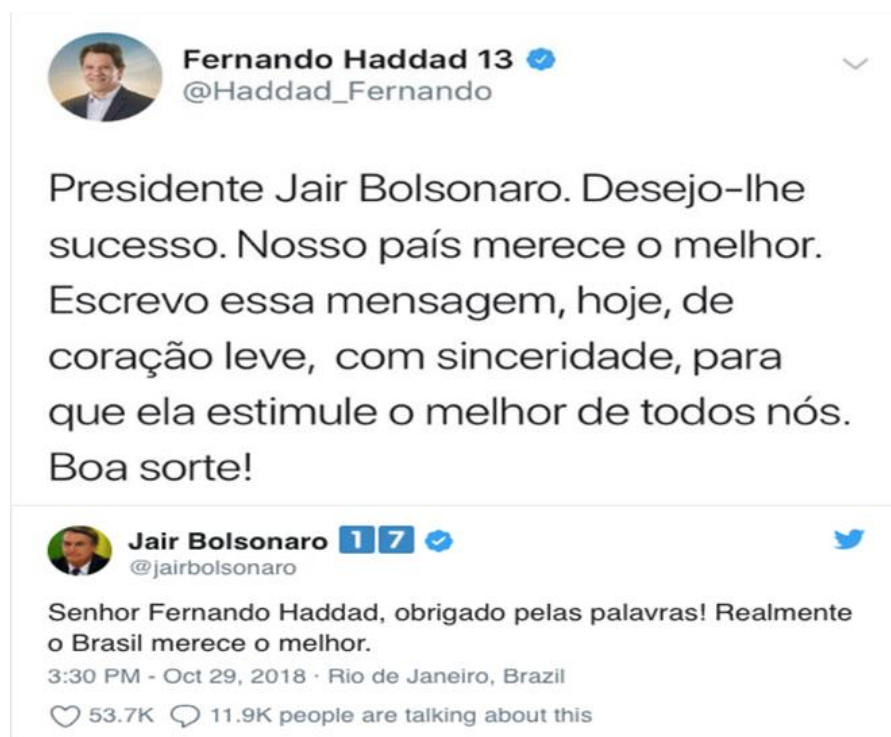 Fernando Haddad 13
@Haddad_Fernando
Presidente Jair Bolsonaro. Desejo-lhe
sucesso. Nosso país merece o melhor.
Escrevo essa mensagem, hoje, de
coração leve, com sinceridade, para
que ela estimule o melhor de todos nós.
Boa sorte!
Jair Bolsonaro 1 7
@jairbolsonaro
Senhor Fernando Haddad, obrigado pelas palavras! Realmente
o Brasil merece o melhor.
3:30 PM - Oct 29, 2018 · Rio de Janeiro, Brazil
53.7K 11.9K people are talking about this